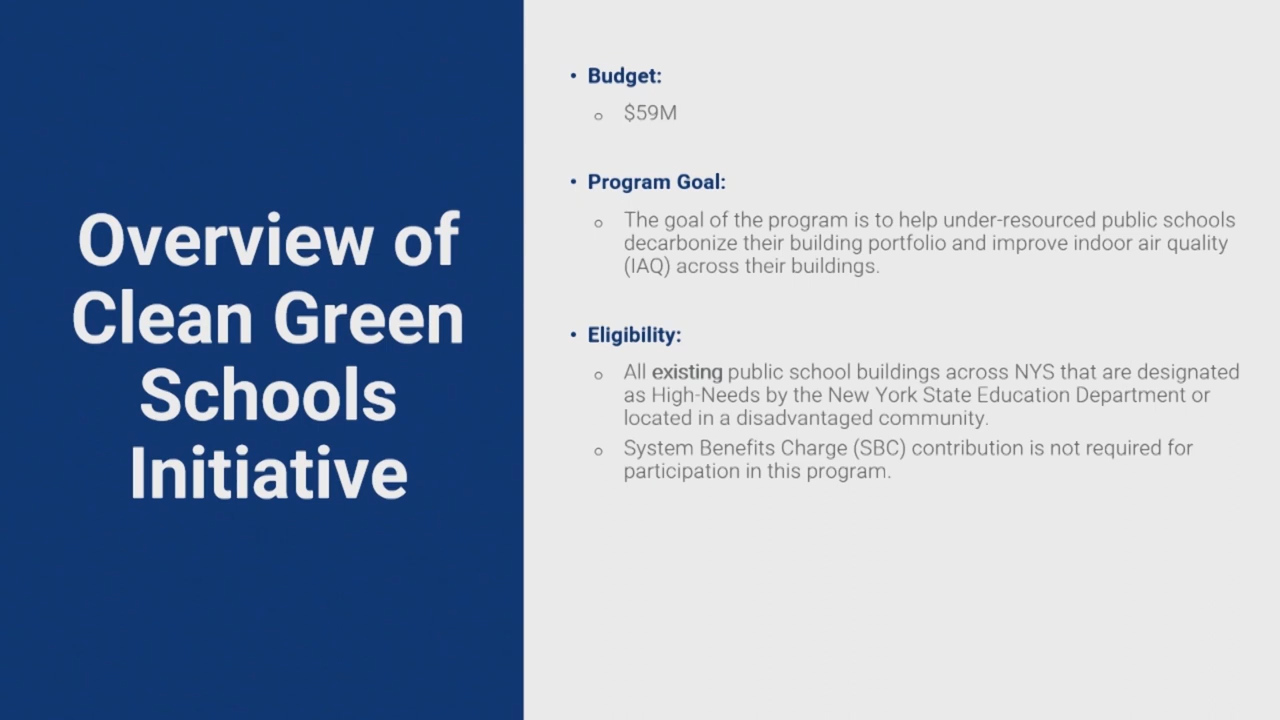 Overview of
Clean Green
Schools
Initiative
• Budget:
o $59M
• Program Goal:
o The goal of the program is to help under-resourced public schools
decarbonize their building portfolio and improve indoor air quality
(IAQ) across their buildings.
• Eligibility:
o All existing public school buildings across NYS that are designated
as High-Needs by the New York State Education Department or
located in a disadvantaged community.
o System Benefits Charge (SBC) contribution is not required for
participation in this program.